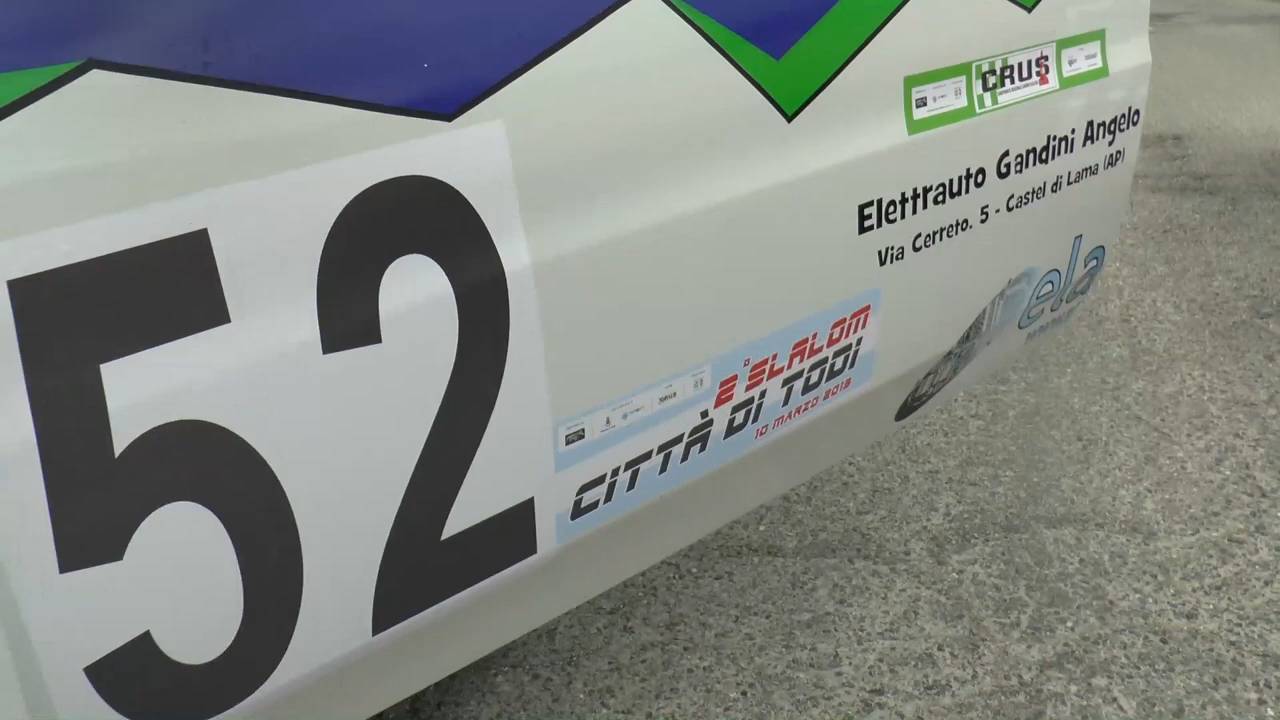 CRUS
Elettrauto Gandini Angelo
Via Cerreto. 5 - Castel di Lama (AP)
ela
52
2° SLALOM
CITTÀ DI TODI
10 MARZO 2013